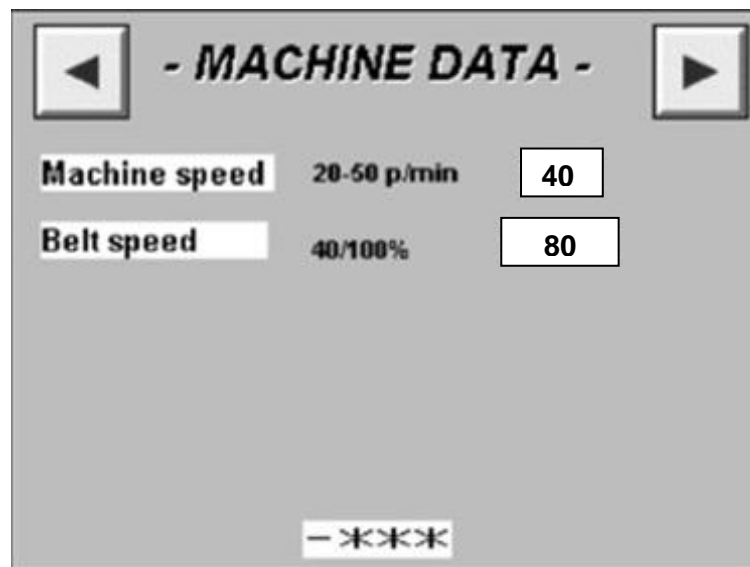 - MACHINE DATA -
Machine speed 20-50 p/min 40
Belt speed 40/100% 80
-***